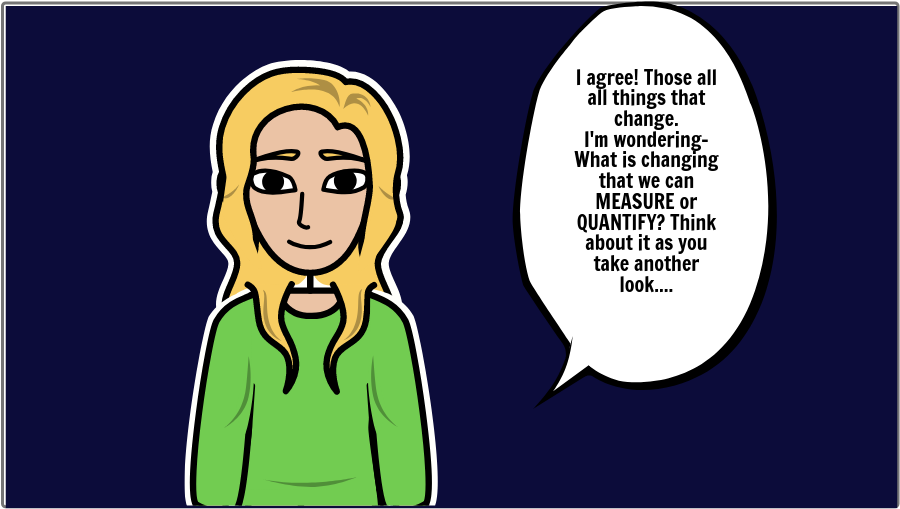 I agree! Those all
all things that
change.
I'm wondering-
What is changing
that we can
MEASURE or
QUANTIFY? Think
about it as you
take another
look....